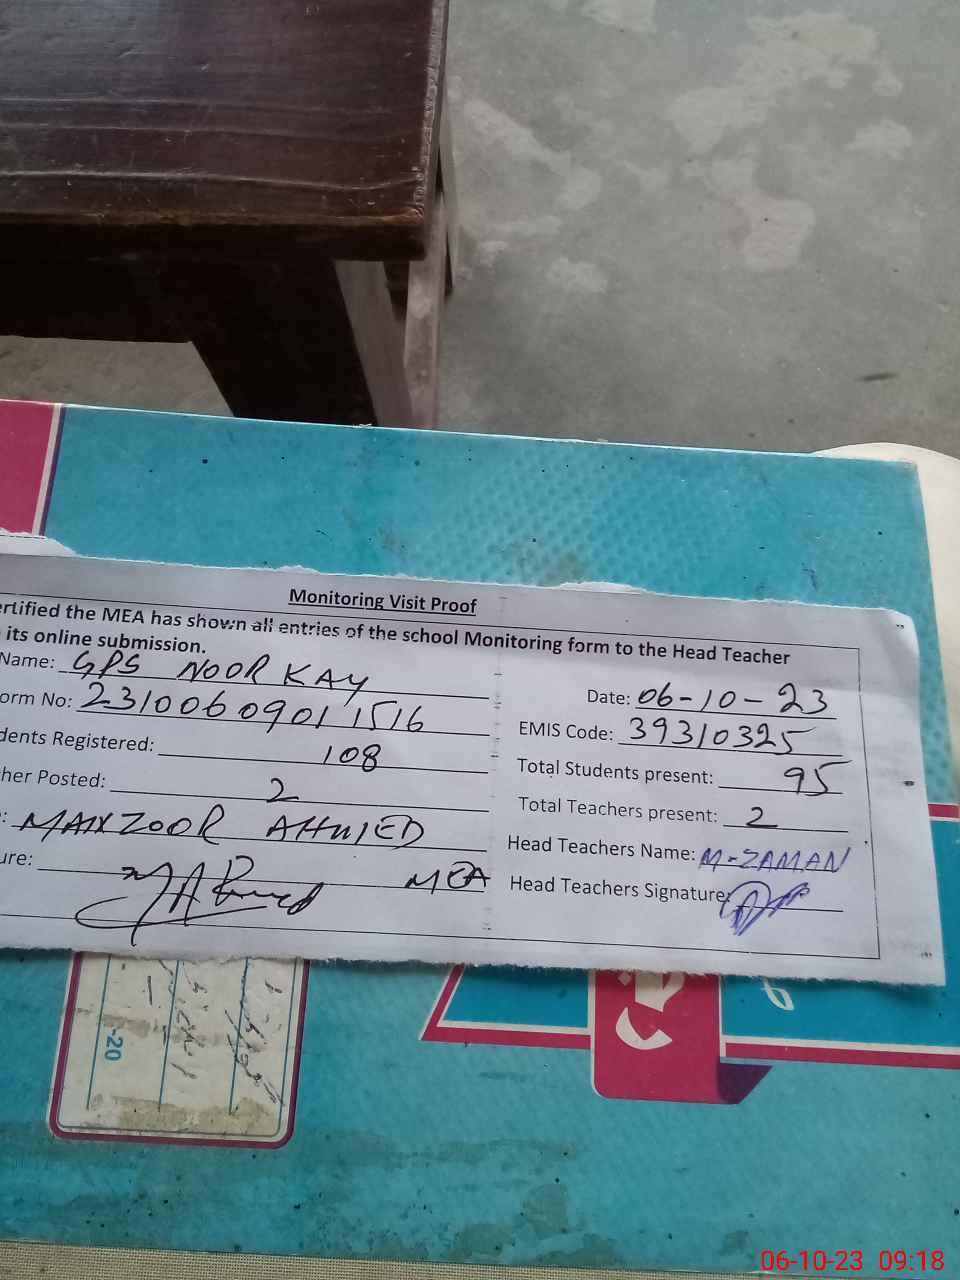 Monitoring Visit Proof
ertified the MEA has shown all entries of the school Monitoring form to the Head Teacher
its online submission.
Name: GPS NOOR KAY
Date: 06-10-23
orm No: 23100609011516
EMIS Code: 39310325
dents Registered: 108
Total Students present: 95
her Posted: 2
Total Teachers present: 2
: MANZOOR AHMED
Head Teachers Name: M-ZAMAN
ure: MEA
Head Teachers Signature:
-20
06-10-23 09:18